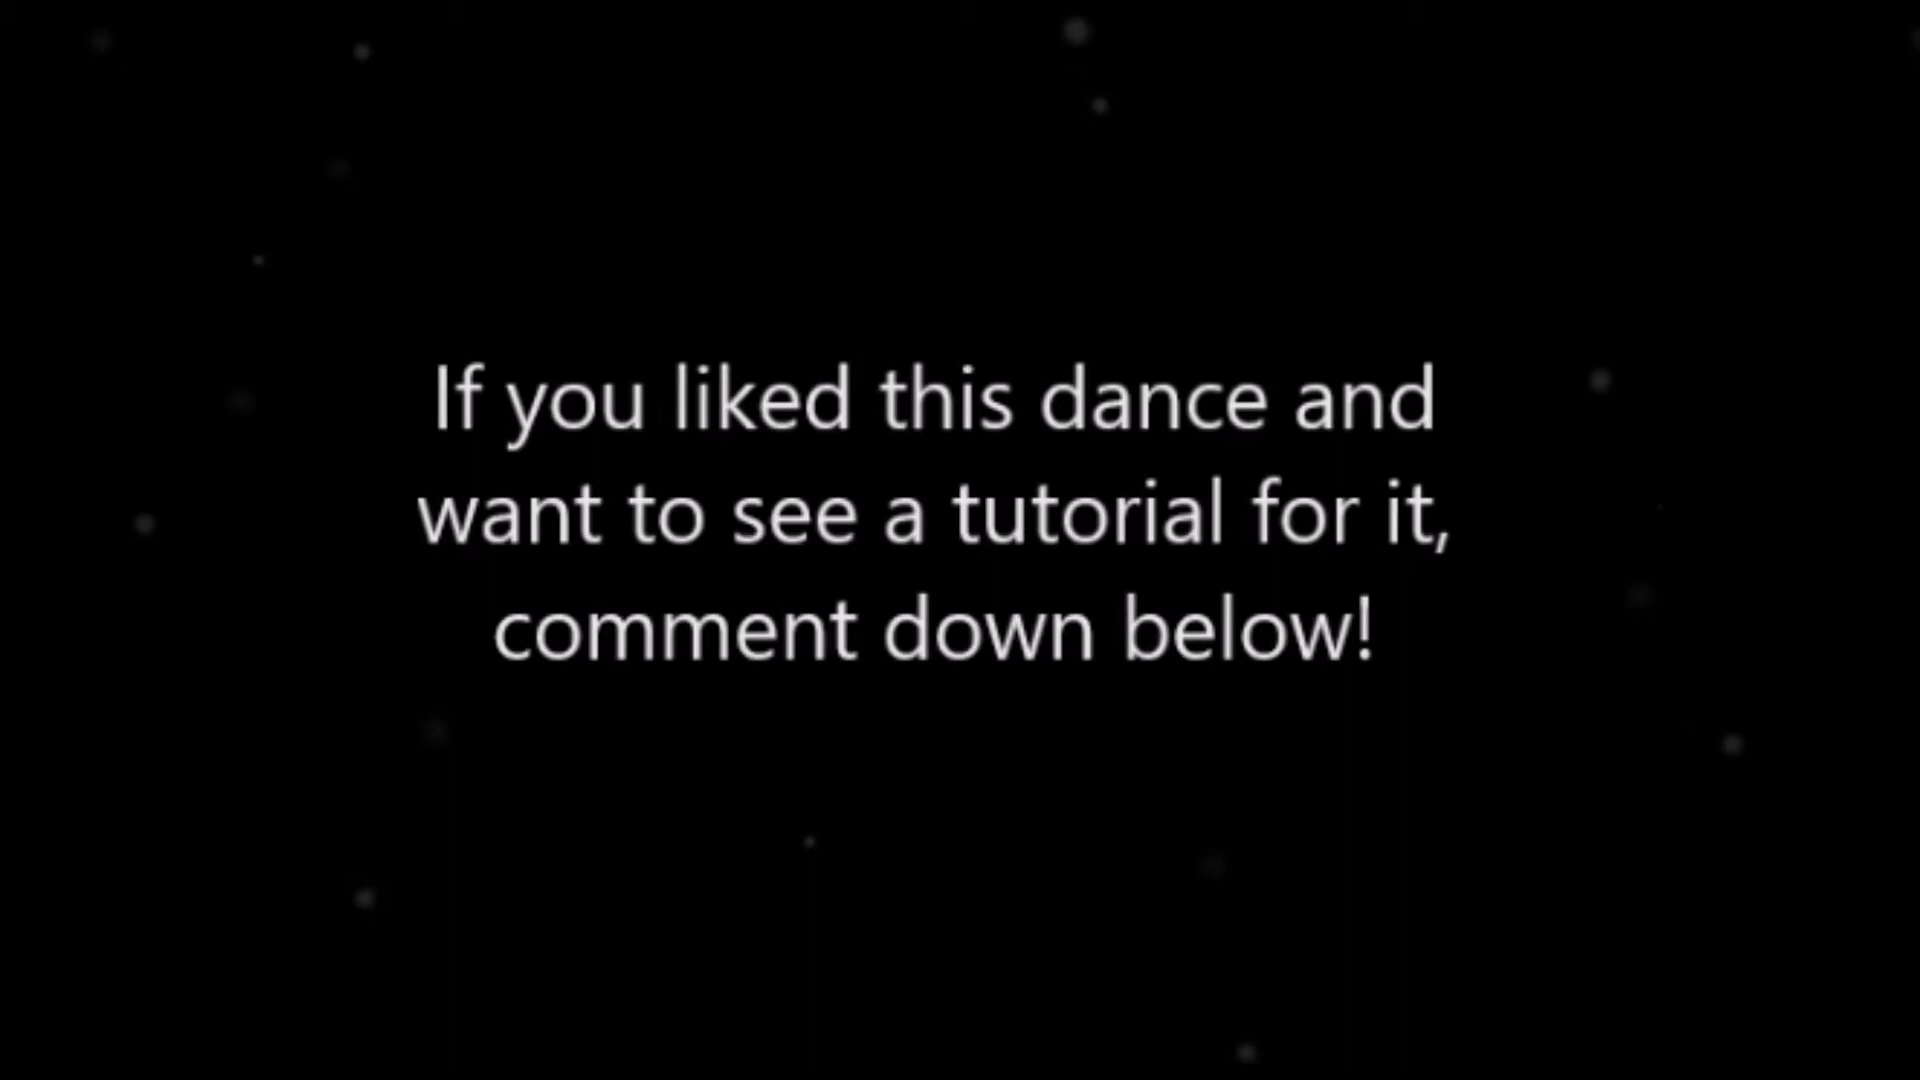 If you liked this dance and
want to see a tutorial for it,
comment down below!